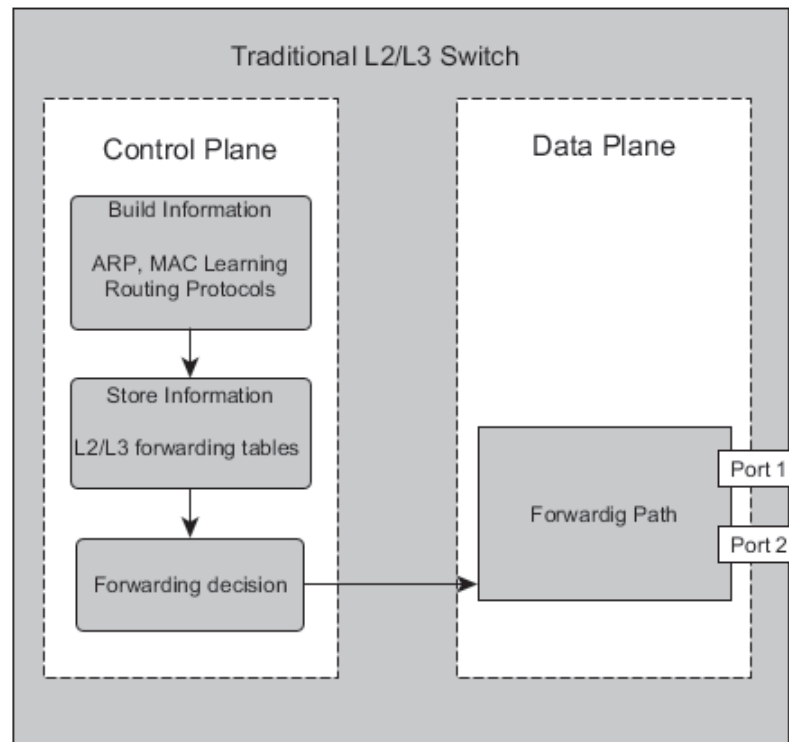 Traditional L2/L3 Switch
Control Plane
Build Information
ARP, MAC Learning
Routing Protocols
Store Information
L2/L3 forwarding tables
Forwarding decision
Data Plane
Forwardig Path
Port 1
Port 2